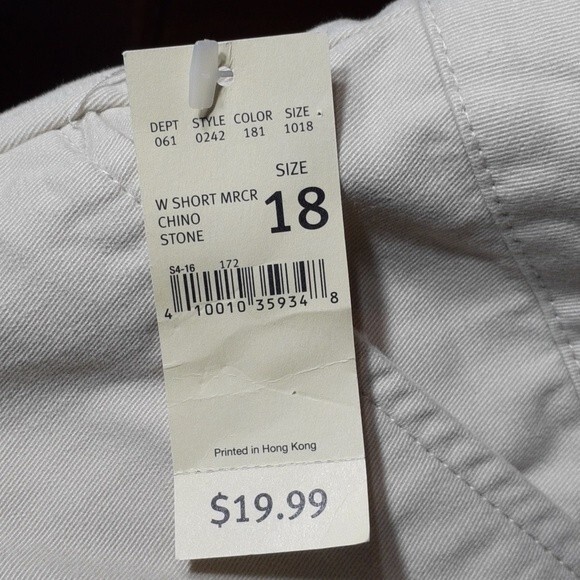 DEPT STYLE COLOR SIZE
061 0242 181 1018
SIZE
18
W SHORT MRCR
CHINO
STONE
S4-16 172
4 10010 35934 8
Printed in Hong Kong
$19.99